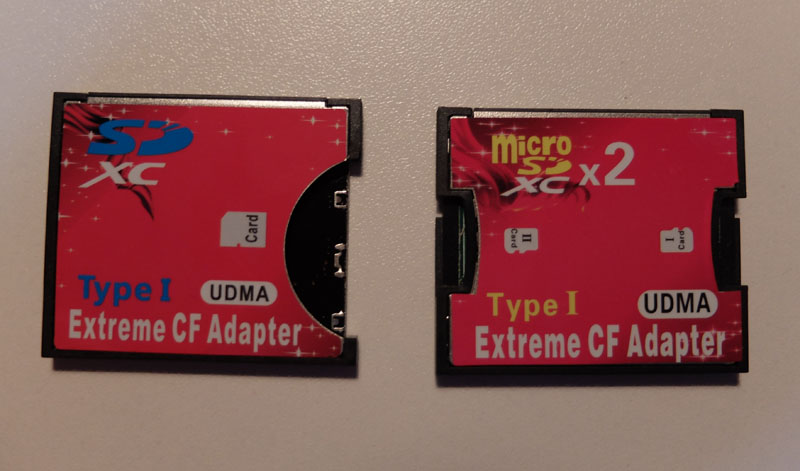 SD
XC
Card
Type I
UDMA
Extreme CF Adapter
micro
SD
XC x2
II
Card
I
Card
Type I
UDMA
Extreme CF Adapter